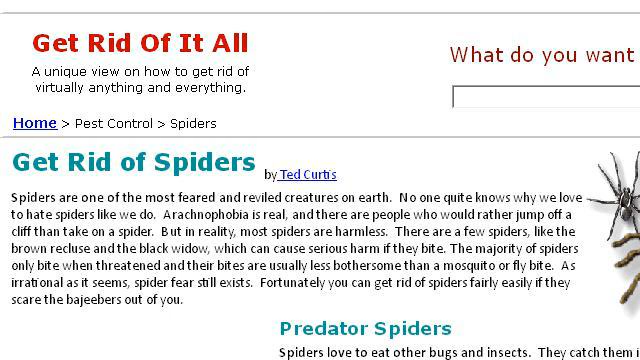 Get Rid Of It All
A unique view on how to get rid of
virtually anything and everything.
What do you want
Home > Pest Control > Spiders
Get Rid of Spiders by Ted Curtis
Spiders are one of the most feared and reviled creatures on earth. No one quite knows why we love
to hate spiders like we do. Arachnophobia is real, and there are people who would rather jump off a
cliff than take on a spider. But in reality, most spiders are harmless. There are a few spiders, like the
brown recluse and the black widow, which can cause serious harm if they bite. The majority of spiders
only bite when threatened and their bites are usually less bothersome than a mosquito or fly bite. As
irrational as it seems, spider fear still exists. Fortunately you can get rid of spiders fairly easily if they
scare the bajeebers out of you.
Predator Spiders
Spiders love to eat other bugs and insects. They catch them i